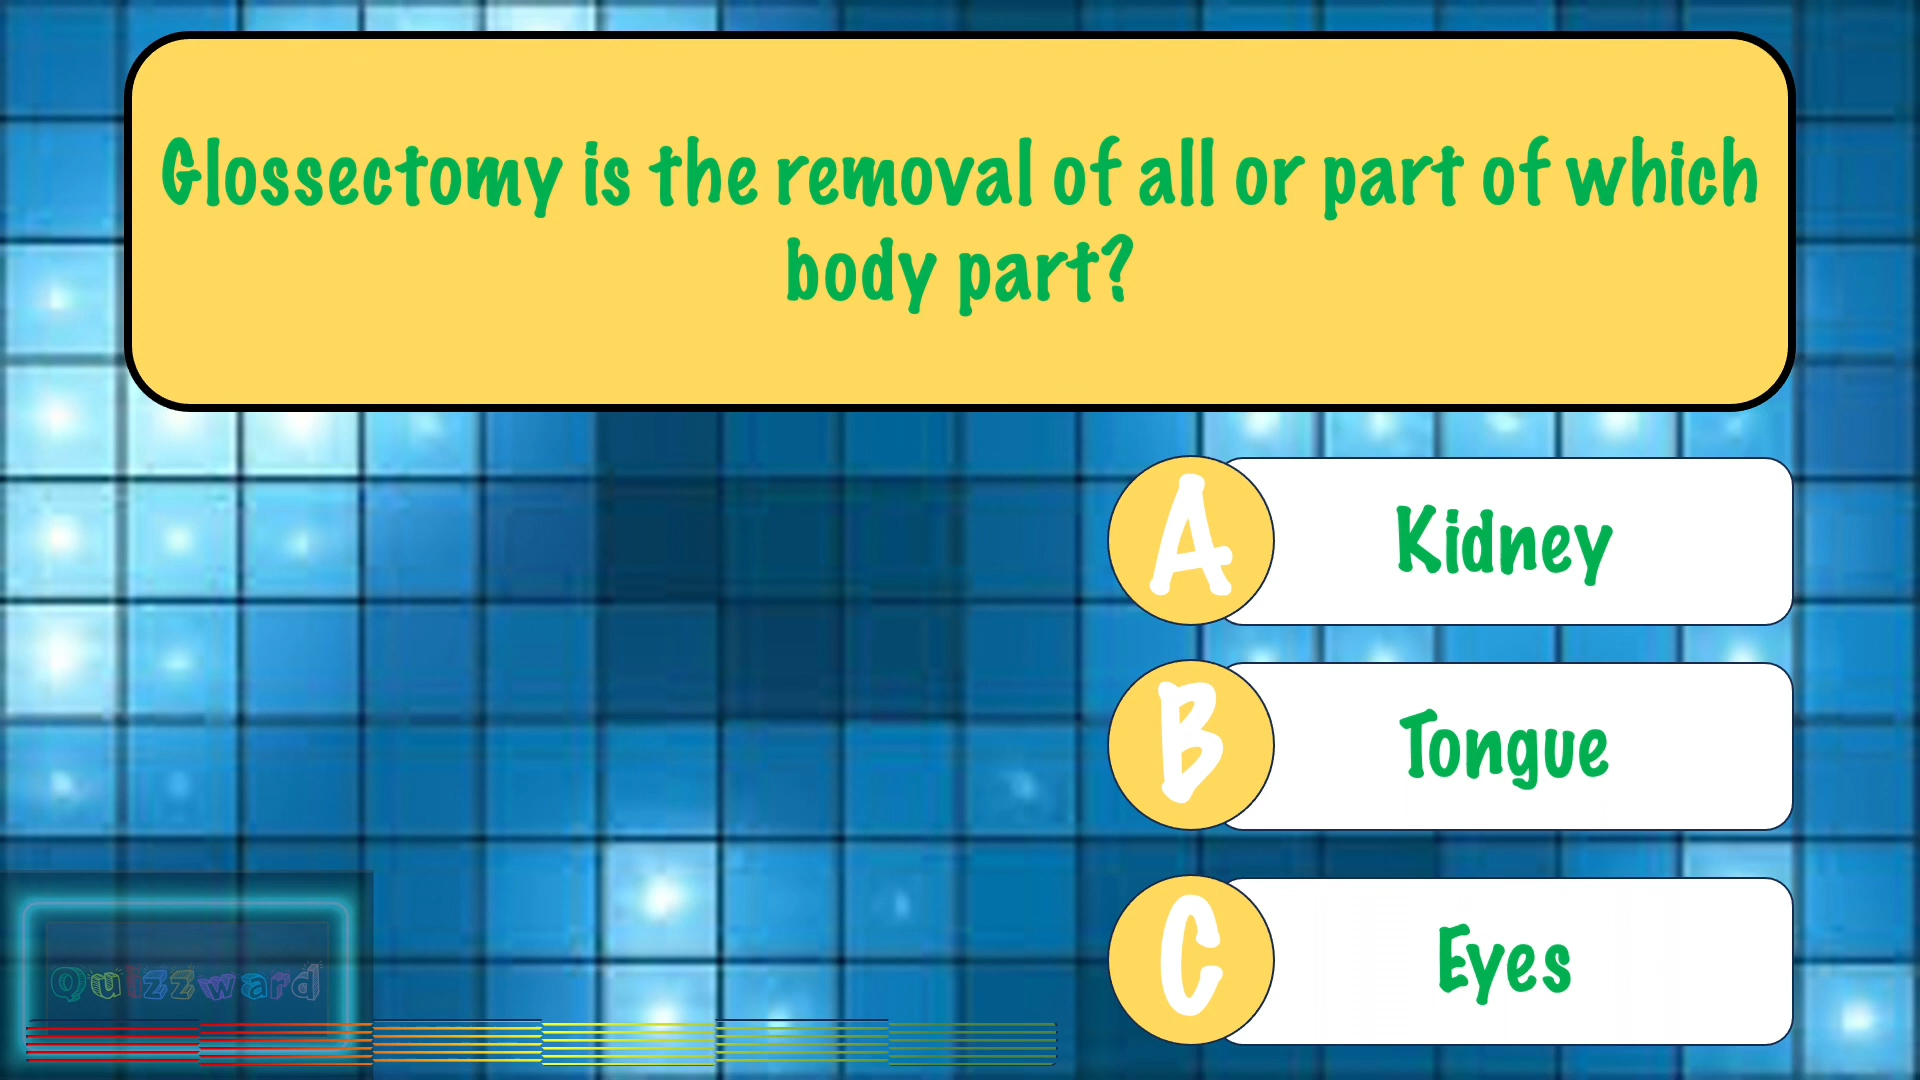 Glossectomy is the removal of all or part of which
body part?
A Kidney
B Tongue
C Eyes
Quizzward